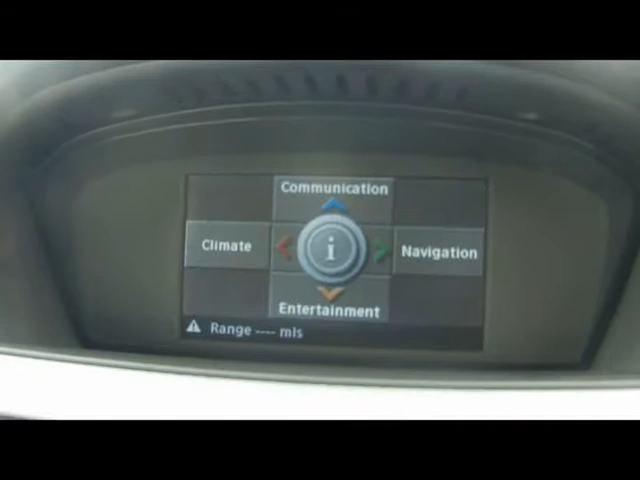 Communication
Climate
i
Navigation
Entertainment
Range ---- mls